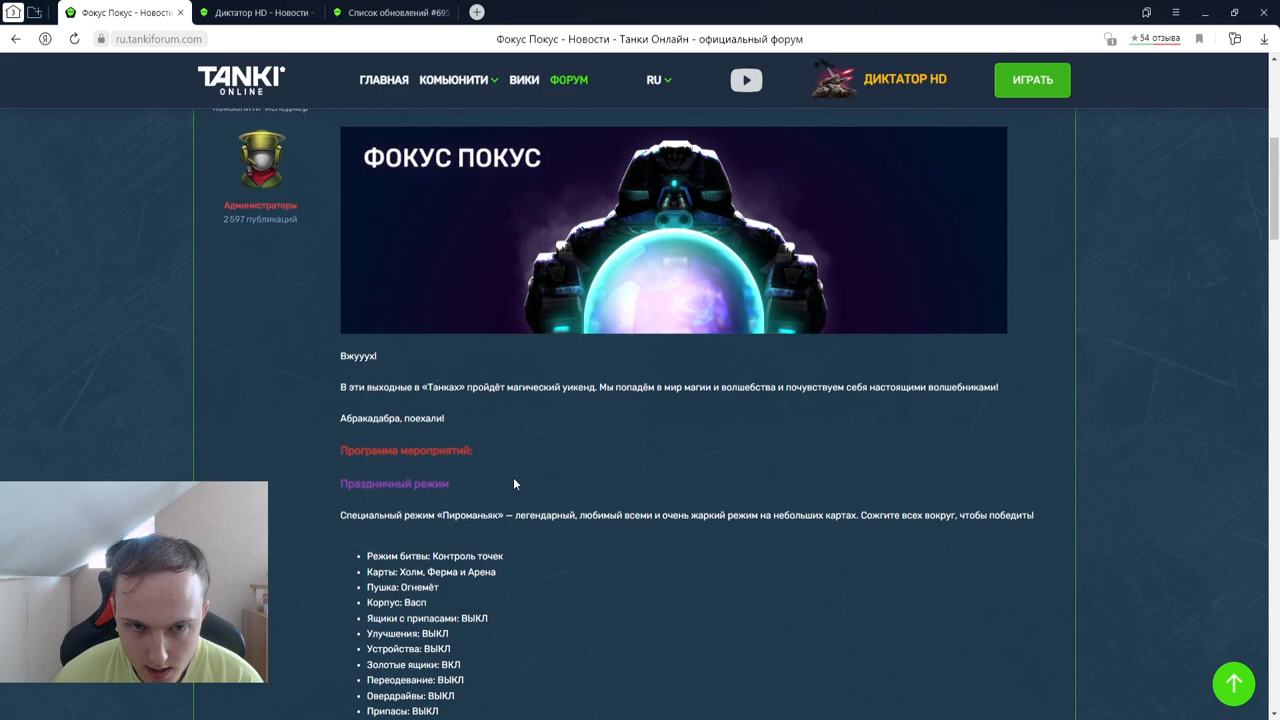 3
Фокус Покус - Новости
Диктатор HD - Новости -
Список обновлений #695
ru.tankiforum.com
Фокус Покус - Новости - Танки Онлайн - официальный форум
54 отзыва
TANKI
ONLINE
ГЛАВНАЯ
КОМЬЮНИТИ
ВИКИ
ФОРУМ
RU
ДИКТАТОР HD
ИГРАТЬ
Комьюнити-менеджер
Администраторы
2 597 публикаций
ФОКУС ПОКУС
Вжууух!
В эти выходные в «Танках» пройдёт магический уикенд. Мы попадём в мир магии и волшебства и почувствуем себя настоящими волшебниками!
Абракадабра, поехали!
Программа мероприятий:
Праздничный режим
Специальный режим «Пироманьяк» — легендарный, любимый всеми и очень жаркий режим на небольших картах. Сожгите всех вокруг, чтобы победить!
• Режим битвы: Контроль точек
• Карты: Холм, Ферма и Арена
• Пушка: Огнемёт
• Корпус: Васп
• Ящики с припасами: ВЫКЛ
• Улучшения: ВЫКЛ
• Устройства: ВЫКЛ
• Золотые ящики: ВКЛ
• Переодевание: ВЫКЛ
• Овердрайвы: ВЫКЛ
• Припасы: ВЫКЛ